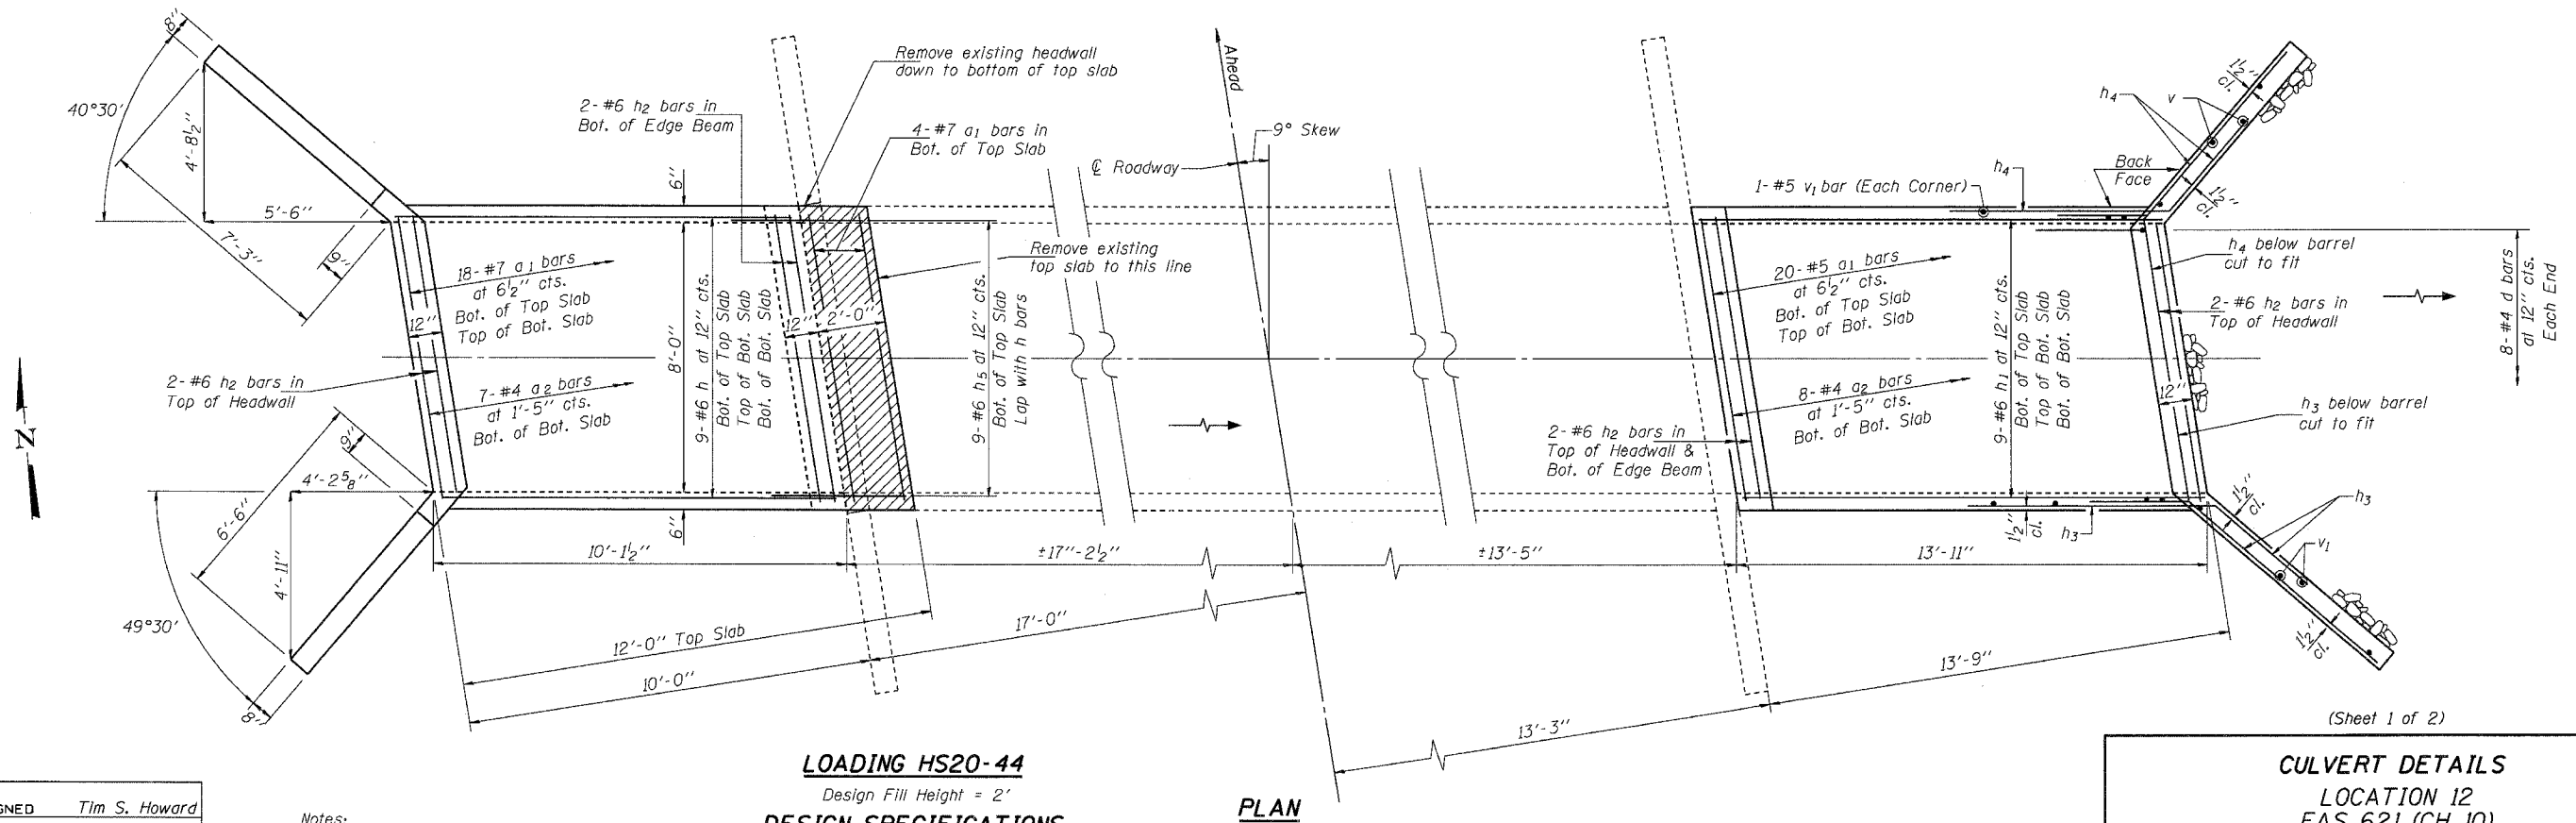 8"
40°30'
4'-8½"
5'-6"
7'-3"
9"
Remove existing headwall
down to bottom of top slab
2-#6 h2 bars in
Bot. of Edge Beam
4-#7 a1 bars in
Bot. of Top Slab
Ahead
9° Skew
℄ Roadway
6"
18-#7 a1 bars
at 6½" cts.
Bot. of Top Slab
Top of Bot. Slab
12"
8'-0"
9-#6 h at 12" cts.
Bot. of Top Slab
Top of Bot. Slab
Bot. of Bot. Slab
12"
2'-0"
9-#6 h5 at 12" cts.
Bot. of Top Slab
Lap with h bars
Remove existing
top slab to this line
2-#6 h2 bars in
Top of Headwall
7-#4 a2 bars
at 1'-5" cts.
Bot. of Bot. Slab
N
9"
4'-2⅝"
6'-6"
4'-11"
49°30'
8"
6"
10'-1½"
±17"-2½"
±13'-5"
13'-11"
12'-0" Top Slab
17'-0"
10'-0"
13'-3"
13'-9"
1-#5 v1 bar (Each Corner)
h4
Back
Face
h4
v
1½"
cl.
1½"
cl.
20-#5 a1 bars
at 6½" cts.
Bot. of Top Slab
Top of Bot. Slab
8-#4 a2 bars
at 1'-5" cts.
Bot. of Bot. Slab
2-#6 h2 bars in
Top of Headwall &
Bot. of Edge Beam
9-#6 h1 at 12" cts.
Bot. of Top Slab
Top of Bot. Slab
Bot. of Bot. Slab
h4 below barrel
cut to fit
2-#6 h2 bars in
Top of Headwall
12"
h3 below barrel
cut to fit
8-#4 d bars
at 12" cts.
Each End
1½"
cl.
h3
1½"
cl.
h3
v1
1½"
cl.
(Sheet 1 of 2)
LOADING HS20-44
Design Fill Height = 2'
DESIGN SPECIFICATIONS
PLAN
CULVERT DETAILS
LOCATION 12
FAS 621 (CH 10)
GNED Tim S. Howard
Notes: